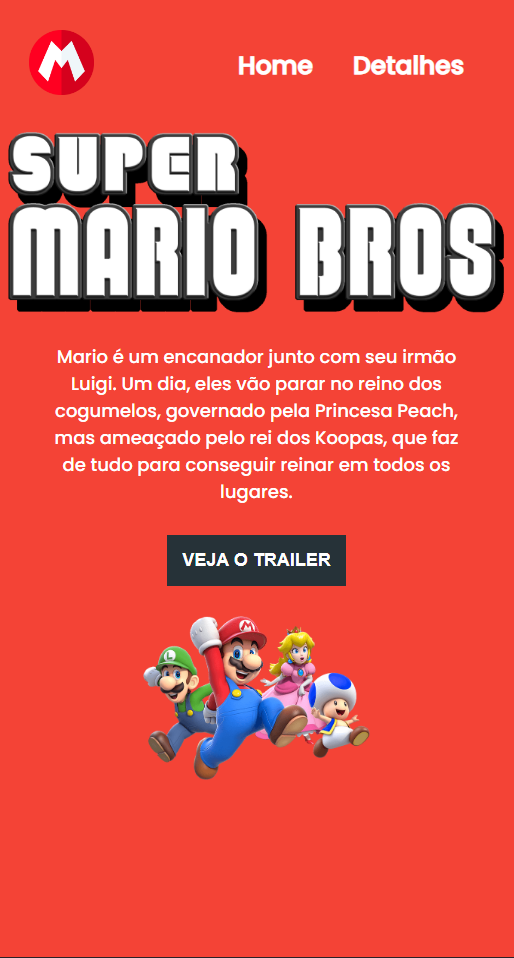 M
Home Detalhes
SUPER
MARIO BROS
Mario é um encanador junto com seu irmão
Luigi. Um dia, eles vão parar no reino dos
cogumelos, governado pela Princesa Peach,
mas ameaçado pelo rei dos Koopas, que faz
de tudo para conseguir reinar em todos os
lugares.
VEJA O TRAILER
L
M